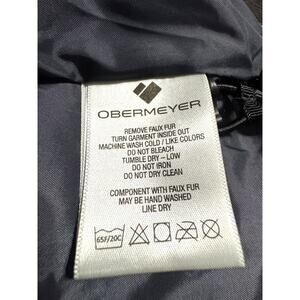 OBERMEYER
REMOVE FAUX FUR
TURN GARMENT INSIDE OUT
MACHINE WASH COLD / LIKE COLORS
DO NOT BLEACH
TUMBLE DRY – LOW
DO NOT IRON
DO NOT DRY CLEAN
COMPONENT WITH FAUX FUR
MAY BE HAND WASHED
LINE DRY
65F/20C